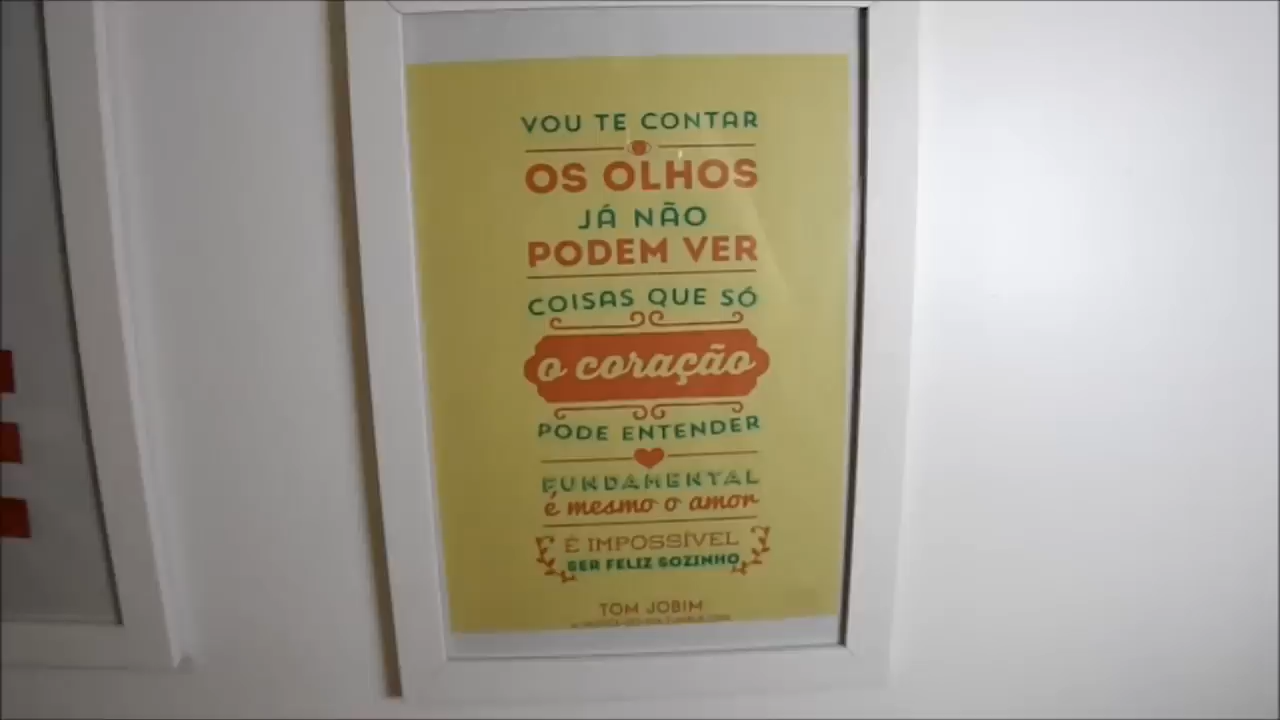 VOU TE CONTAR
OS OLHOS
JÁ NÃO
PODEM VER
COISAS QUE SÓ
o coração
PODE ENTENDER
FUNDAMENTAL
é mesmo o amor
É IMPOSSÍVEL
SER FELIZ SOZINHO
TOM JOBIM